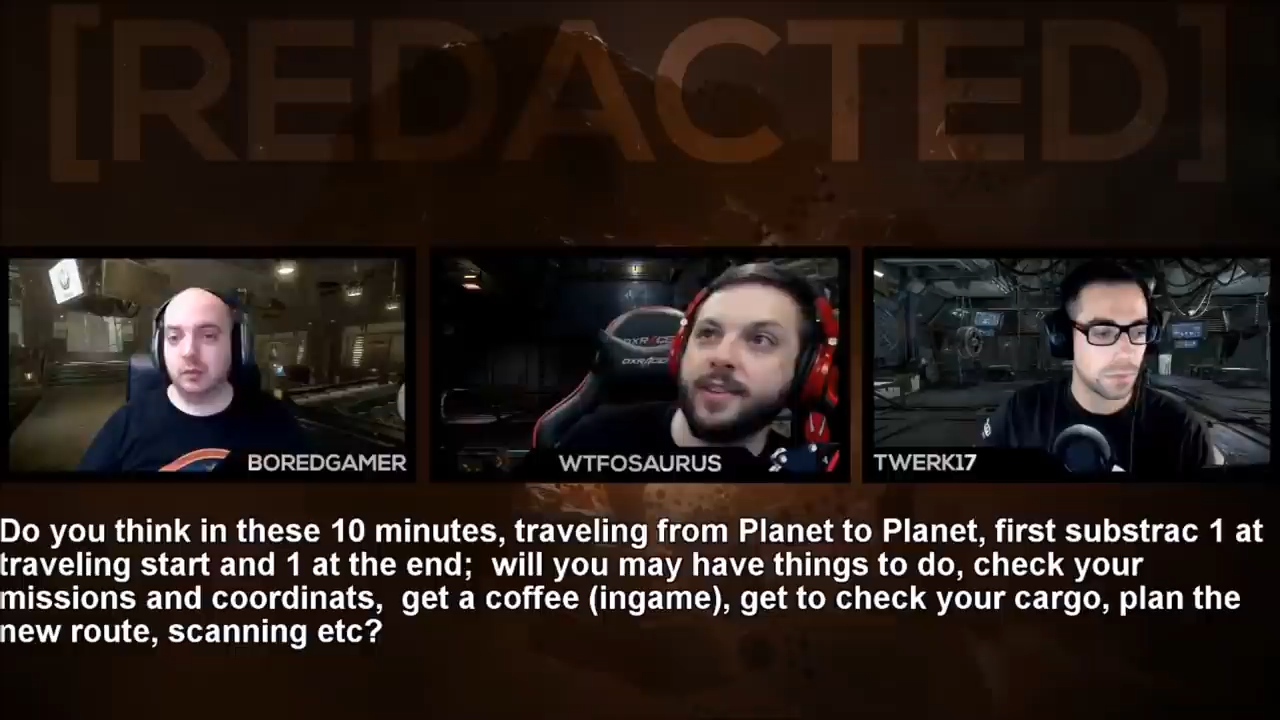 [REDACTED]
DXRACER
BOREDGAMER
WTFOSAURUS
TWERK17
Do you think in these 10 minutes, traveling from Planet to Planet, first substrac 1 at
traveling start and 1 at the end;  will you may have things to do, check your
missions and coordinats,  get a coffee (ingame), get to check your cargo, plan the
new route, scanning etc?